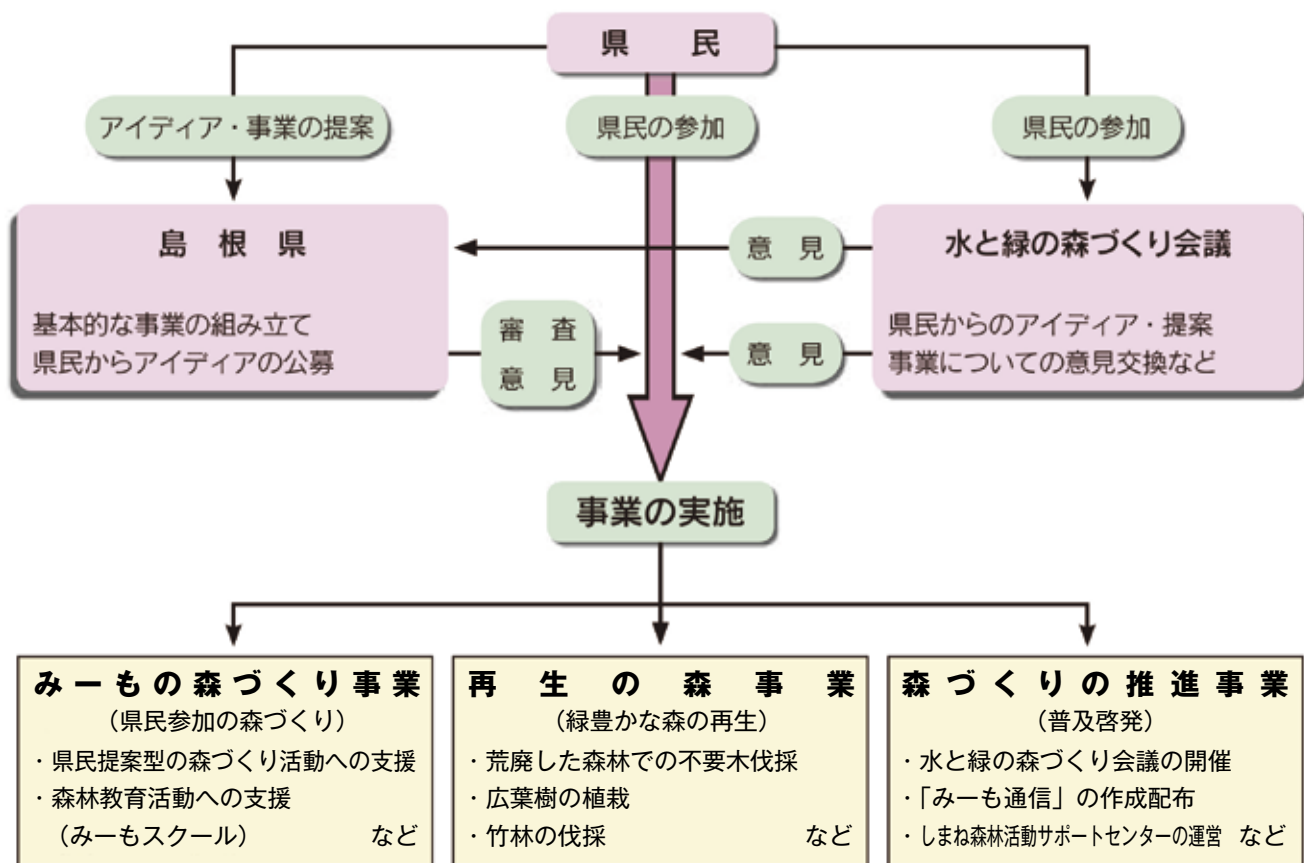 県　民
アイディア・事業の提案
県民の参加
県民の参加
島　根　県
基本的な事業の組み立て
県民からアイディアの公募
意　見
水と緑の森づくり会議
県民からのアイディア・提案
事業についての意見交換など
審　査
意　見
意　見
事業の実施
みーもの森づくり事業
（県民参加の森づくり）
・県民提案型の森づくり活動への支援
・森林教育活動への支援
（みーもスクール）　など
再生の森事業
（緑豊かな森の再生）
・荒廃した森林での不要木伐採
・広葉樹の植栽
・竹林の伐採　など
森づくりの推進事業
（普及啓発）
・水と緑の森づくり会議の開催
・「みーも通信」の作成配布
・しまね森林活動サポートセンターの運営　など